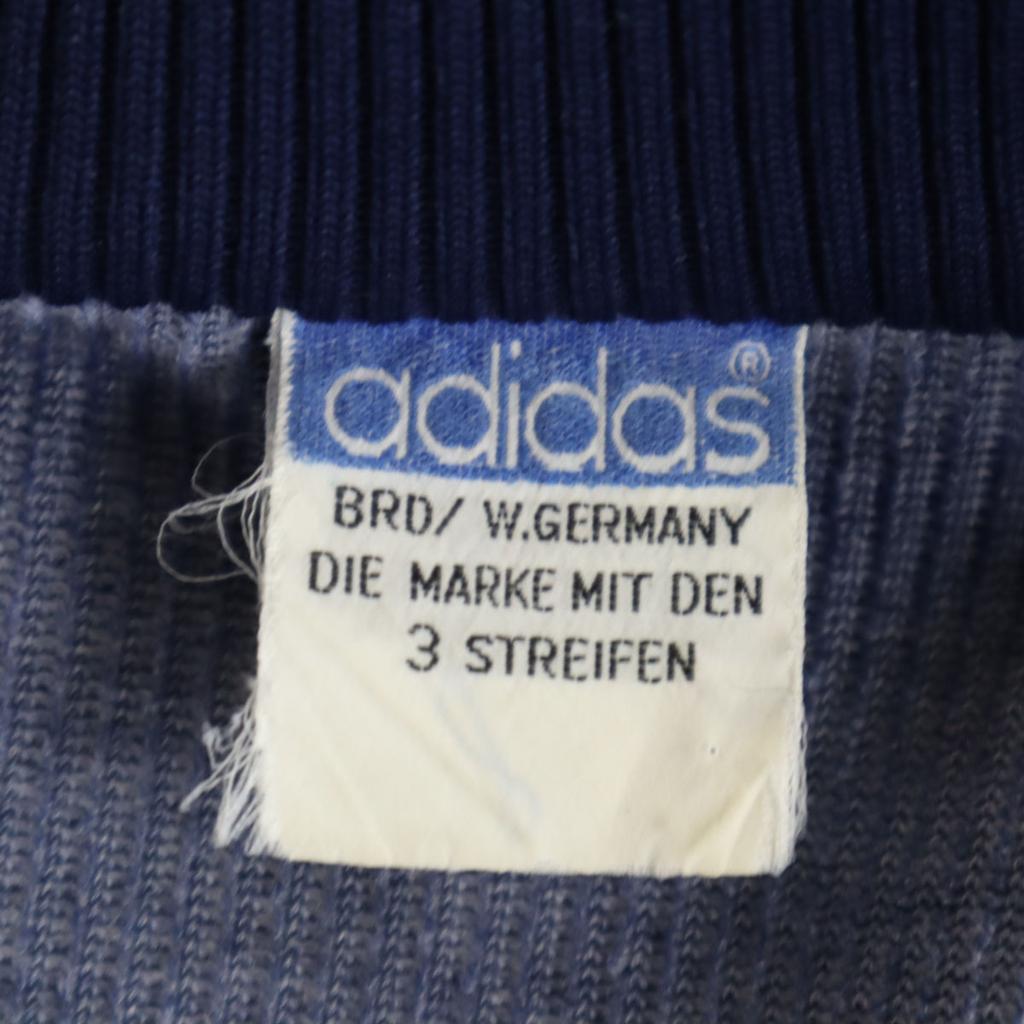 adidas®
BRD/ W.GERMANY
DIE MARKE MIT DEN
3 STREIFEN